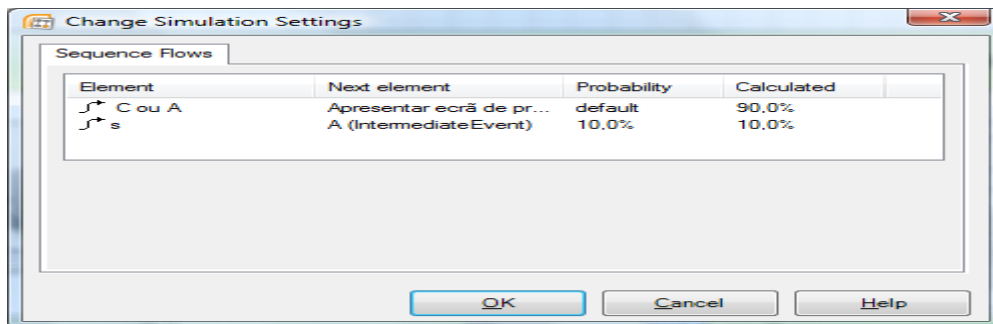 Change Simulation Settings
Sequence Flows
Element Next element Probability Calculated
C ou A Apresentar ecrã de pr... default 90,0%
s A (IntermediateEvent) 10,0% 10,0%
OK Cancel Help